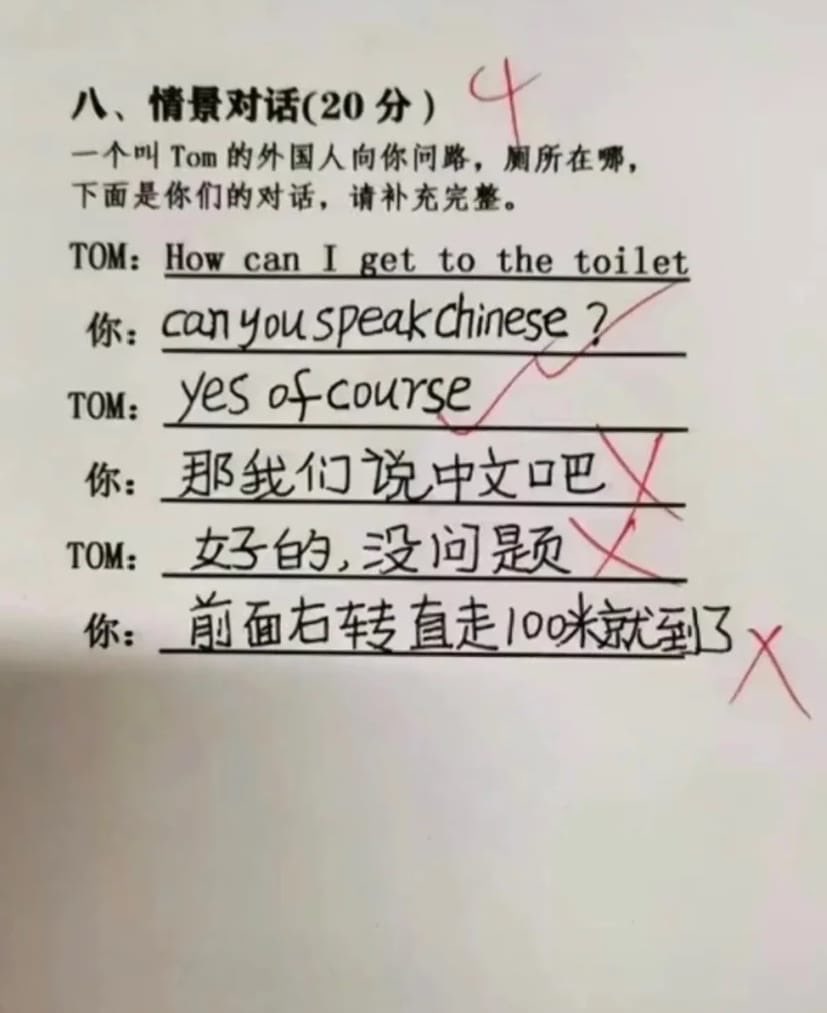 八、情景对话(20 分) 4
一个叫 Tom 的外国人向你问路，厕所在哪，
下面是你们的对话，请补充完整。
TOM: How can I get to the toilet
你: can you speak chinese ?
TOM: yes of course
你: 那我们说中文吧
TOM: 好的,没问题
你: 前面右转直走100米就到了